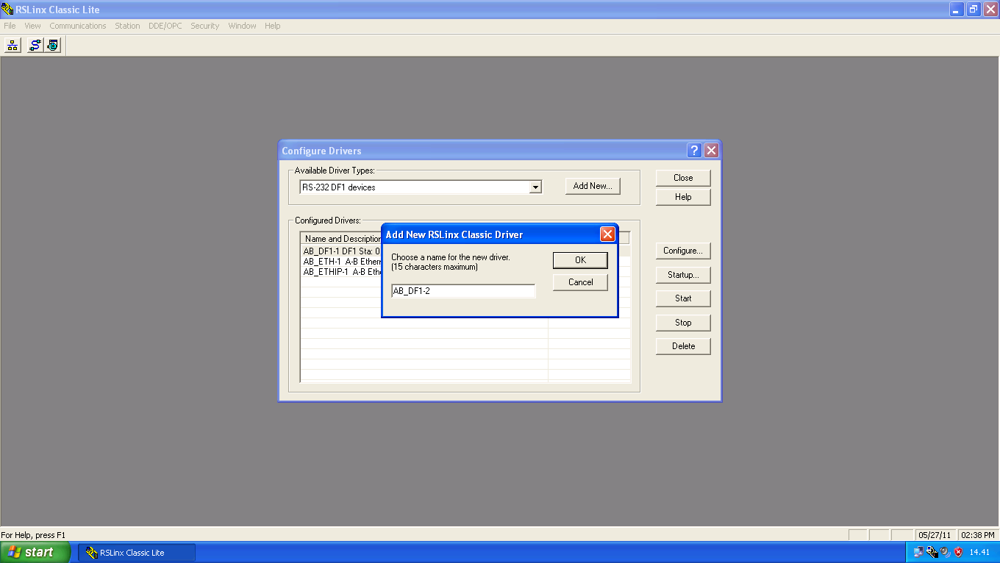 RSLinx Classic Lite
File View Communications Station DDE/OPC Security Window Help
Configure Drivers
Available Driver Types:
RS-232 DF1 devices
Add New...
Close
Help
Configured Drivers:
Name and Description
AB_DF1-1 DF1 Sta: 0
AB_ETH-1 A-B Ethern
AB_ETHIP-1 A-B Ethe
Add New RSLinx Classic Driver
Choose a name for the new driver.
(15 characters maximum)
AB_DF1-2
OK
Cancel
Configure...
Startup...
Start
Stop
Delete
For Help, press F1
05/27/11
02:38 PM
start
RSLinx Classic Lite
14.41